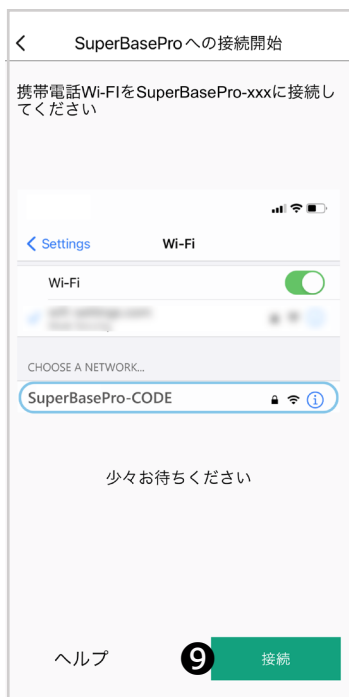 SuperBaseProへの接続開始
携帯電話Wi-FIをSuperBasePro-xxxに接続し
てください
Settings
Wi-Fi
Wi-Fi
CHOOSE A NETWORK...
SuperBasePro-CODE
少々お待ちください
ヘルプ
9
接続